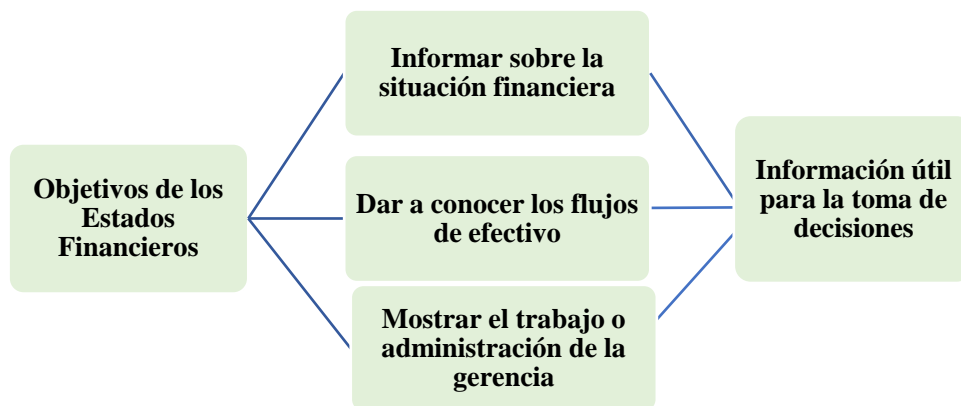 Objetivos de los
Estados
Financieros
Informar sobre la
situación financiera
Dar a conocer los flujos
de efectivo
Mostrar el trabajo o
administración de la
gerencia
Información útil
para la toma de
decisiones